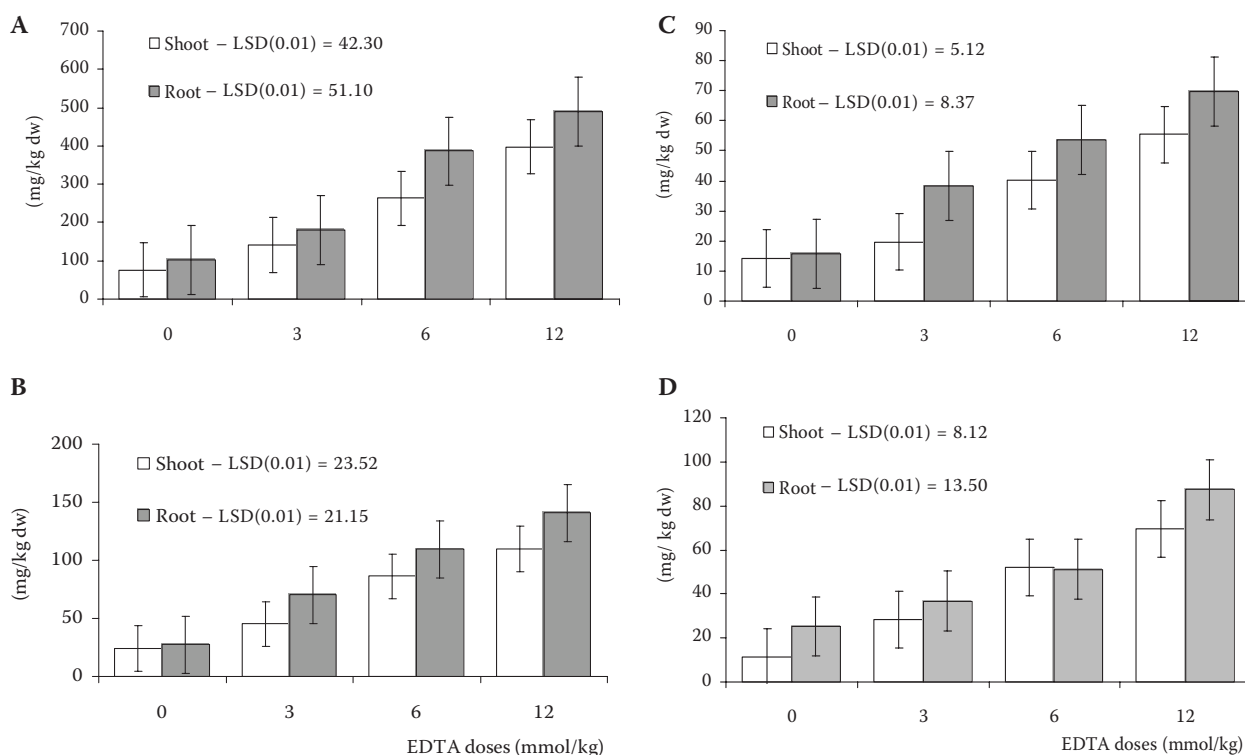 A
700
600
500
400
300
200
100
0
(mg/kg dw)
Shoot – LSD(0.01) = 42.30
Root – LSD(0.01) = 51.10
0 3 6 12
B
200
150
100
50
0
(mg/kg dw)
Shoot – LSD(0.01) = 23.52
Root – LSD(0.01) = 21.15
0 3 6 12
EDTA doses (mmol/kg)
C
90
80
70
60
50
40
30
20
10
0
(mg/kg dw)
Shoot – LSD(0.01) = 5.12
Root – LSD(0.01) = 8.37
0 3 6 12
D
120
100
80
60
40
20
0
(mg/ kg dw)
Shoot – LSD(0.01) = 8.12
Root – LSD(0.01) = 13.50
0 3 6 12
EDTA doses (mmol/kg)